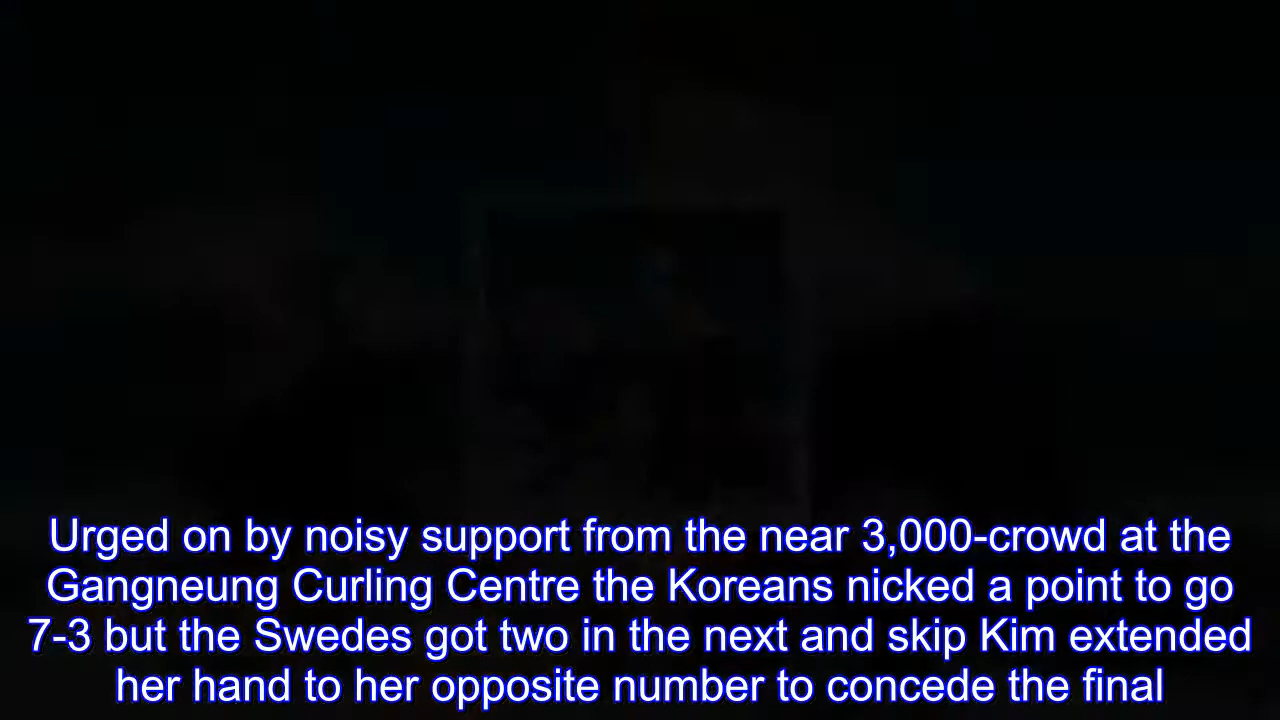 Urged on by noisy support from the near 3,000-crowd at the
Gangneung Curling Centre the Koreans nicked a point to go
7-3 but the Swedes got two in the next and skip Kim extended
her hand to her opposite number to concede the final